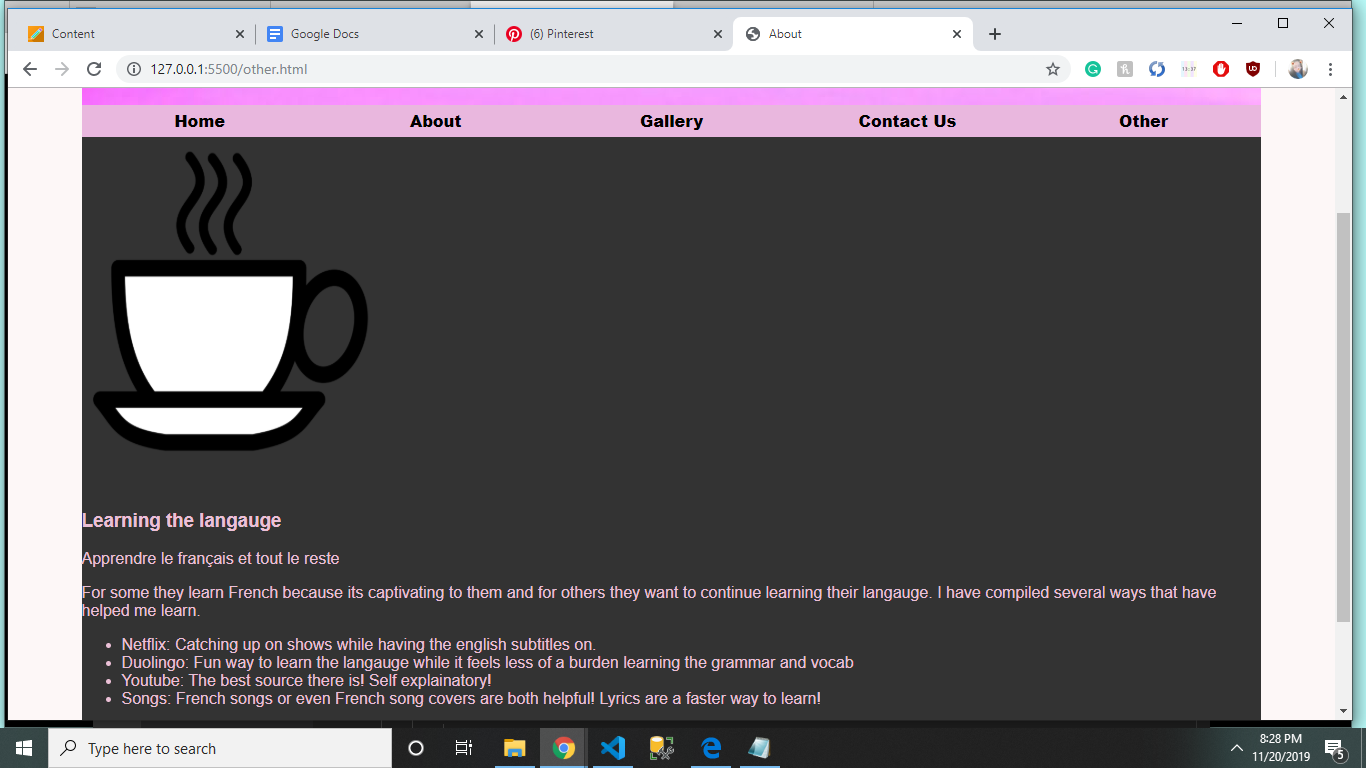 Content
Google Docs
(6) Pinterest
About
127.0.0.1:5500/other.html
Home About Gallery Contact Us Other
Learning the langauge
Apprendre le français et tout le reste
For some they learn French because its captivating to them and for others they want to continue learning their langauge. I have compiled several ways that have
helped me learn.
• Netflix: Catching up on shows while having the english subtitles on.
• Duolingo: Fun way to learn the langauge while it feels less of a burden learning the grammar and vocab
• Youtube: The best source there is! Self explainatory!
• Songs: French songs or even French song covers are both helpful! Lyrics are a faster way to learn!
Type here to search
8:28 PM
11/20/2019
5